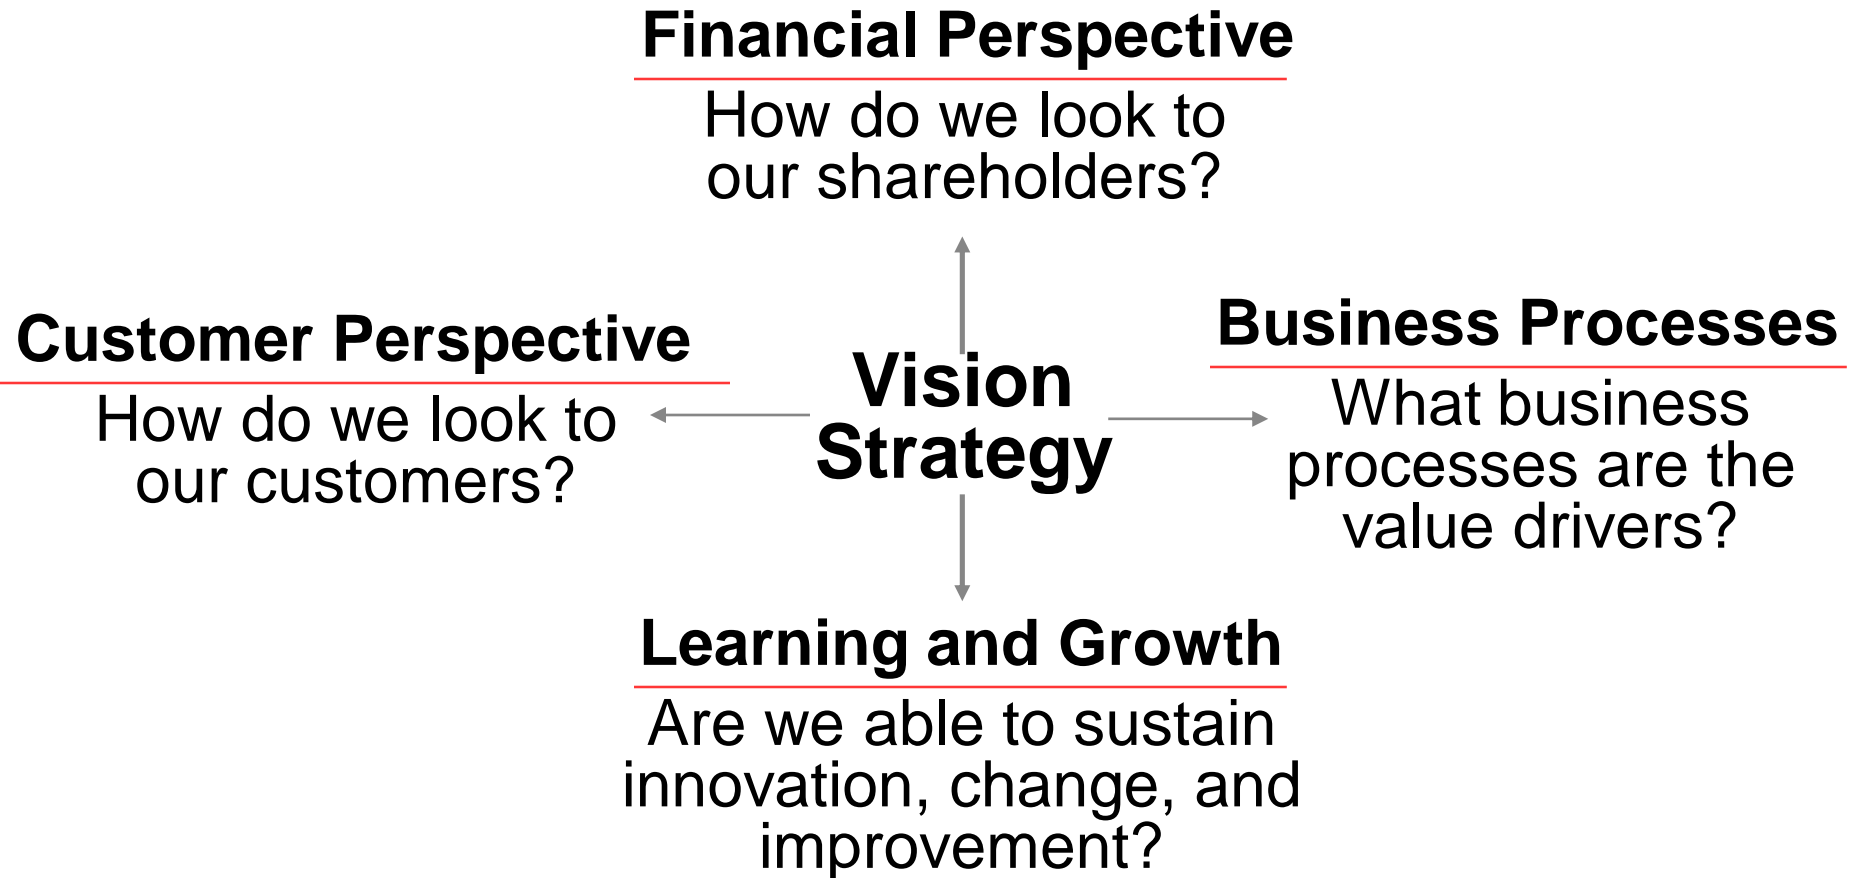 Financial Perspective
How do we look to
our shareholders?
Customer Perspective
How do we look to
our customers?
Vision
Strategy
Business Processes
What business
processes are the
value drivers?
Learning and Growth
Are we able to sustain
innovation, change, and
improvement?